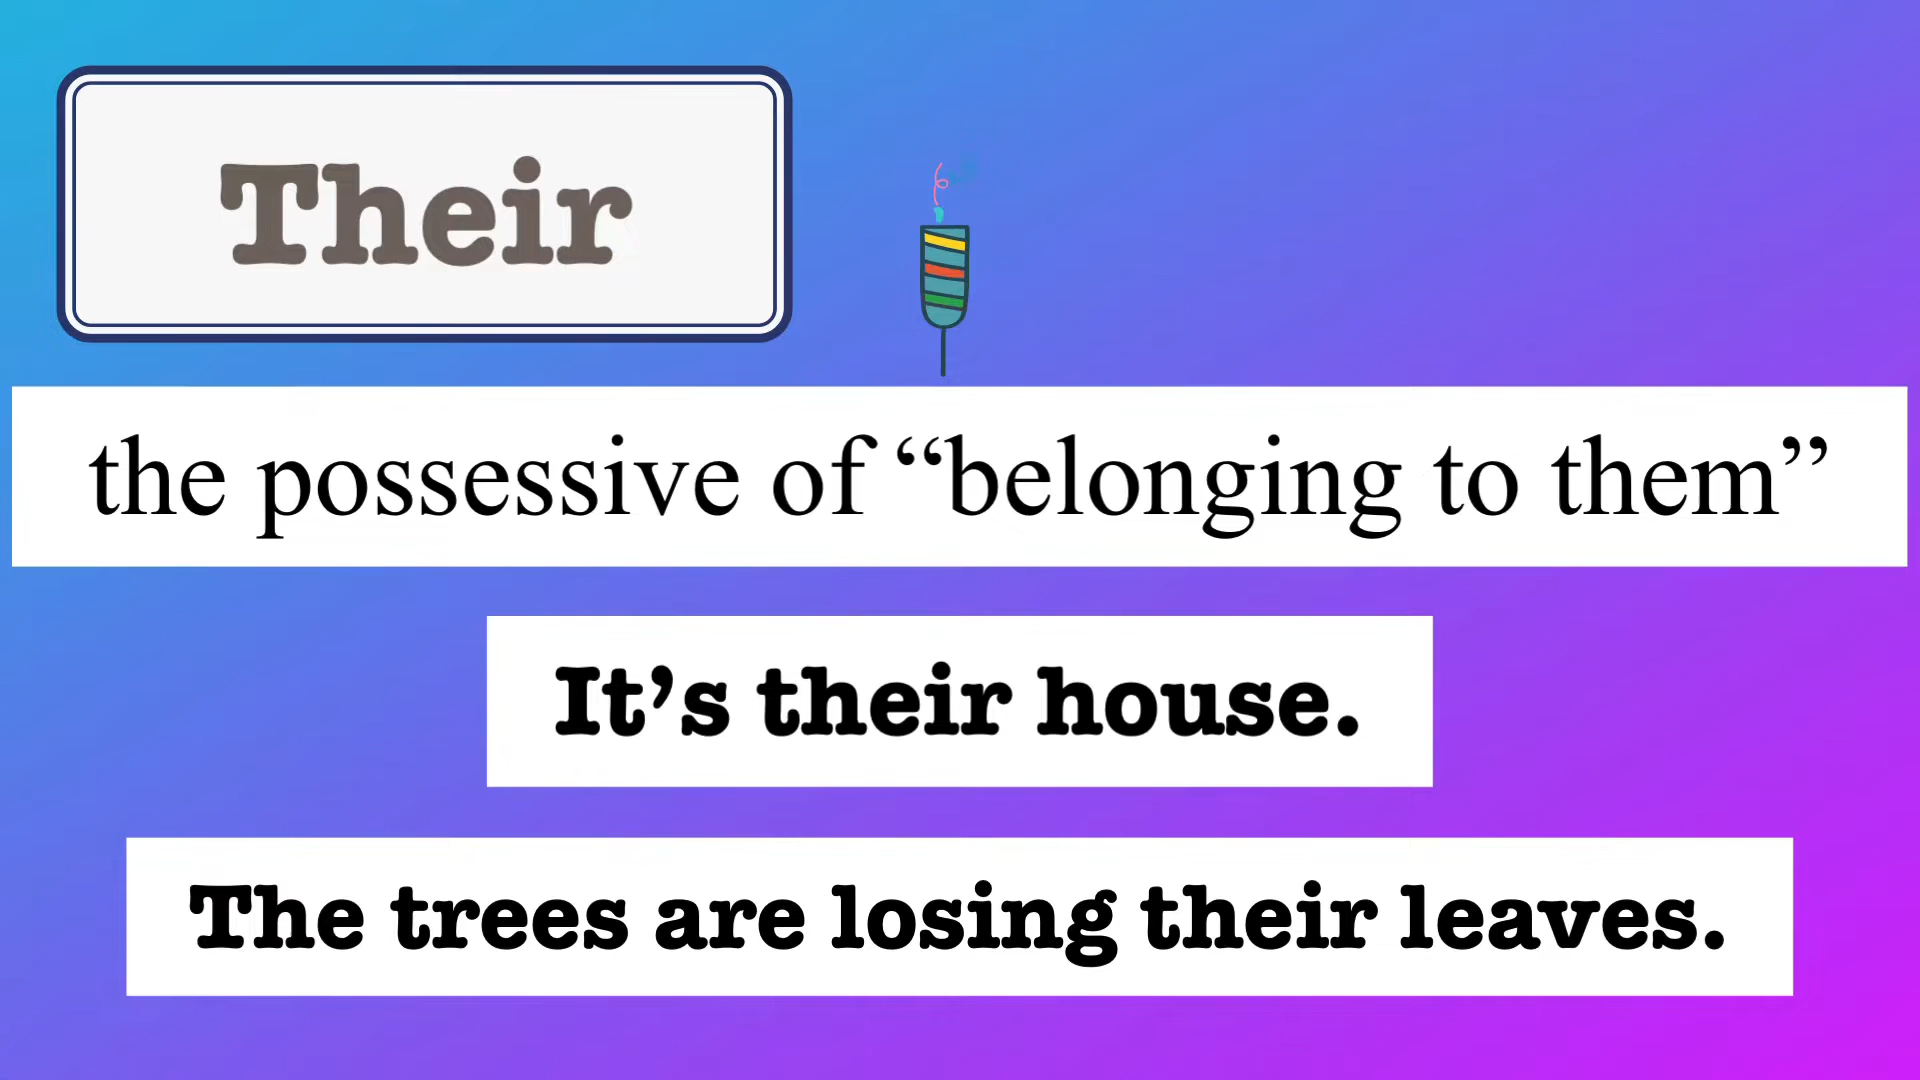 Their
the possessive of “belonging to them”
It’s their house.
The trees are losing their leaves.